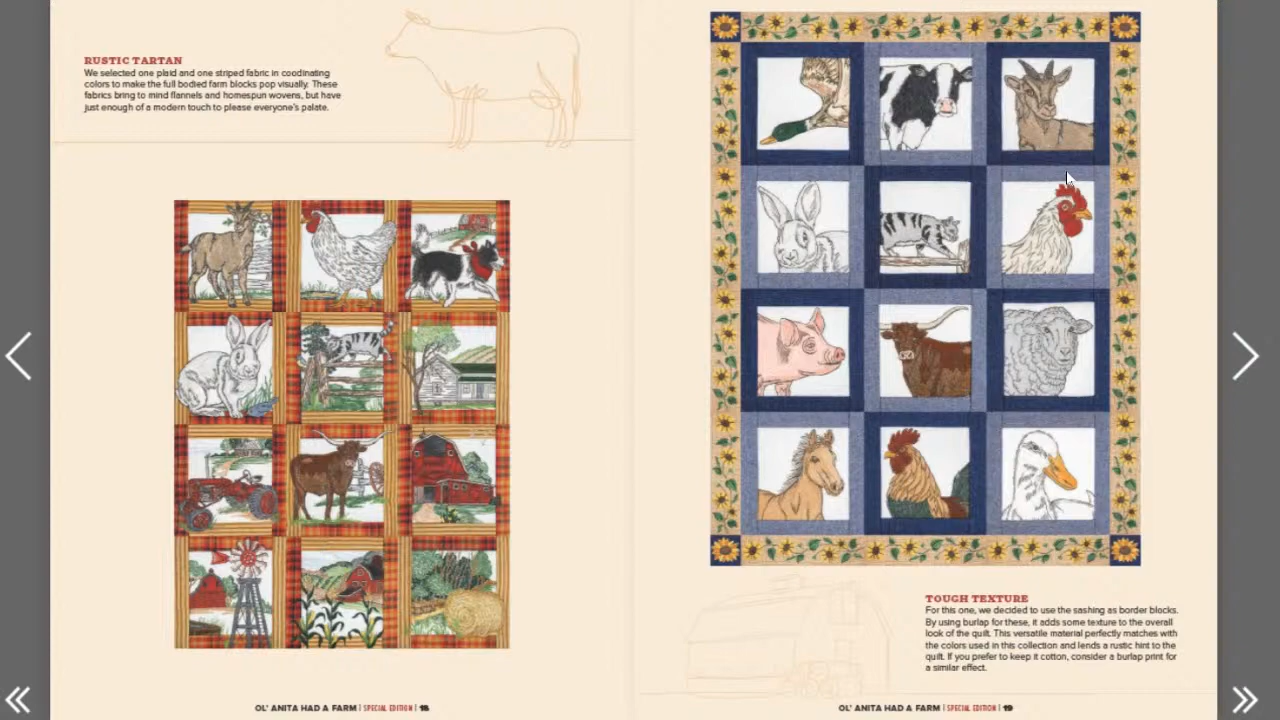 RUSTIC TARTAN
We selected one plaid and one striped fabric in coodinating
colors to make the full bodied farm blocks pop visually. These
fabrics bring to mind flannels and homespun wovens, but have
just enough of a modern touch to please everyone's palate.
OL' ANITA HAD A FARM | SPECIAL EDITION | 18
TOUGH TEXTURE
For this one, we decided to use the sashing as border blocks.
By using burlap for these, it adds some texture to the overall
look of the quilt. This versatile material perfectly matches with
the colors used in this collection and lends a rustic hint to the
quilt. If you prefer to keep it cotton, consider a burlap print for
a similar effect.
OL' ANITA HAD A FARM | SPECIAL EDITION | 19